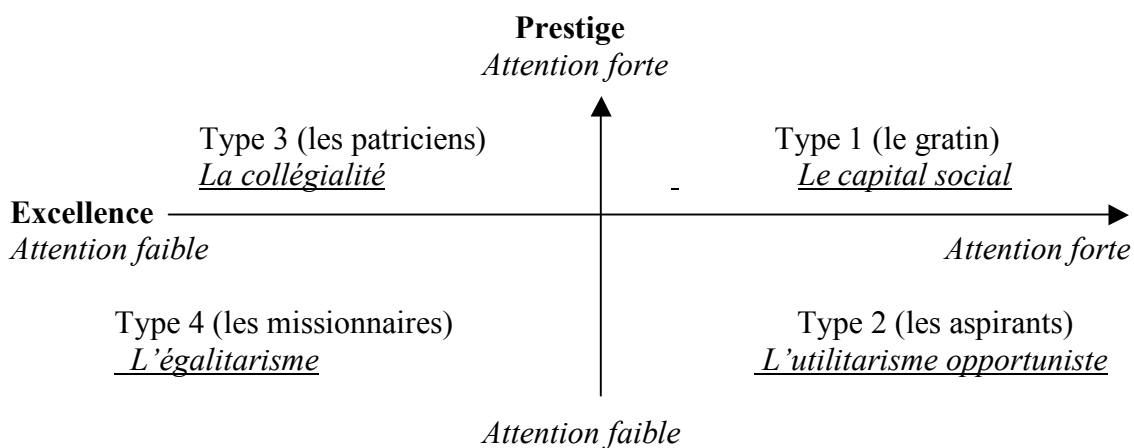 Prestige
Attention forte
Type 3 (les patriciens) Type 1 (le gratin)
La collégialité Le capital social
Excellence
Attention faible Attention forte
Type 4 (les missionnaires) Type 2 (les aspirants)
L’égalitarisme L’utilitarisme opportuniste
Attention faible